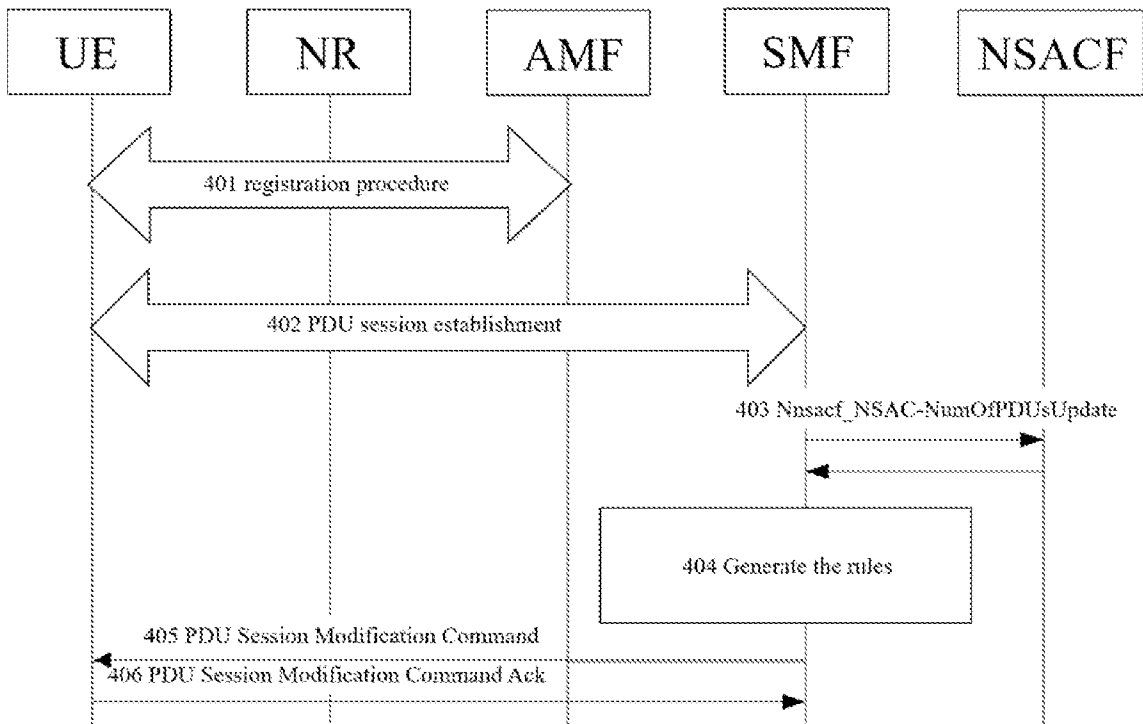 UE
NR
AMF
SMF
NSACF
401 registration procedure
402 PDU session establishment
403 Nnsacf_NSAC-NumOfPDUsUpdate
404 Generate the rules
405 PDU Session Modification Command
406 PDU Session Modification Command Ack